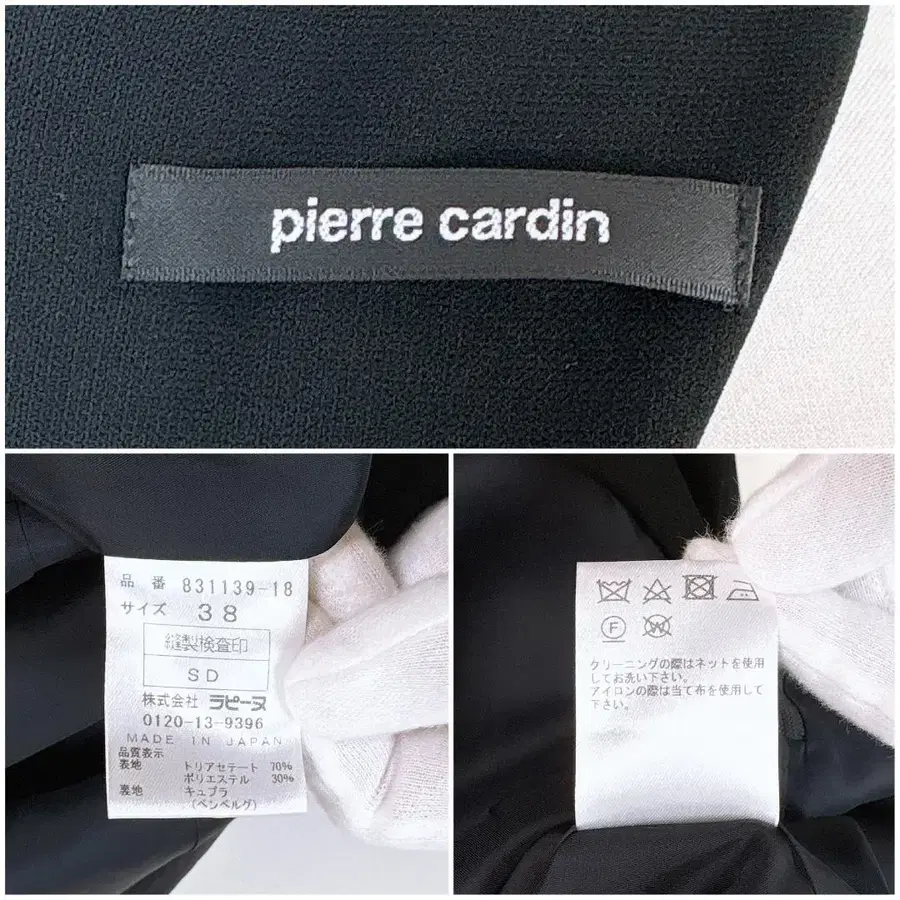 pierre cardin
品番 831139-18
サイズ 38
縫製検査印
SD
株式会社 ラピーヌ
0120-13-9396
MADE IN JAPAN
品質表示
表地 トリアセテート 70%
ポリエステル 30%
裏地 キュプラ
(ベンベルグ)
F
W
クリーニングの際はネットを使用
してお洗い下さい。
アイロンの際は当て布を使用して
下さい。